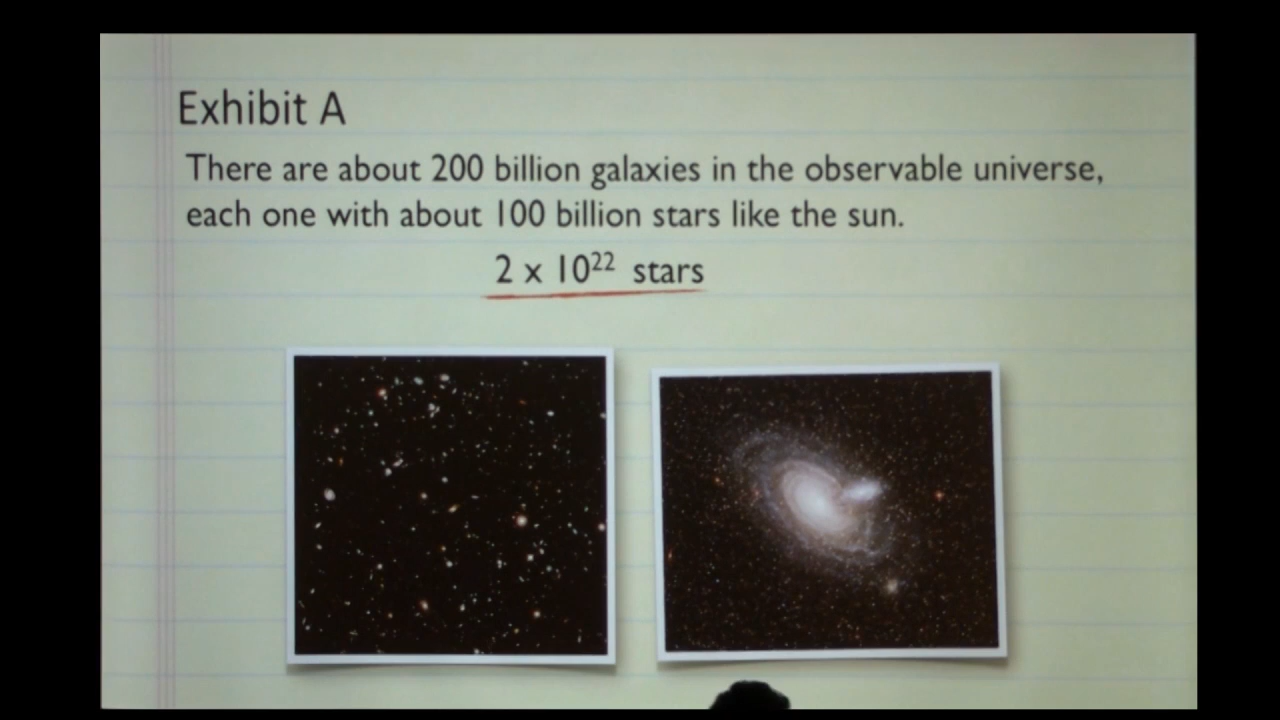 Exhibit A
There are about 200 billion galaxies in the observable universe,
each one with about 100 billion stars like the sun.
2 x 10²² stars